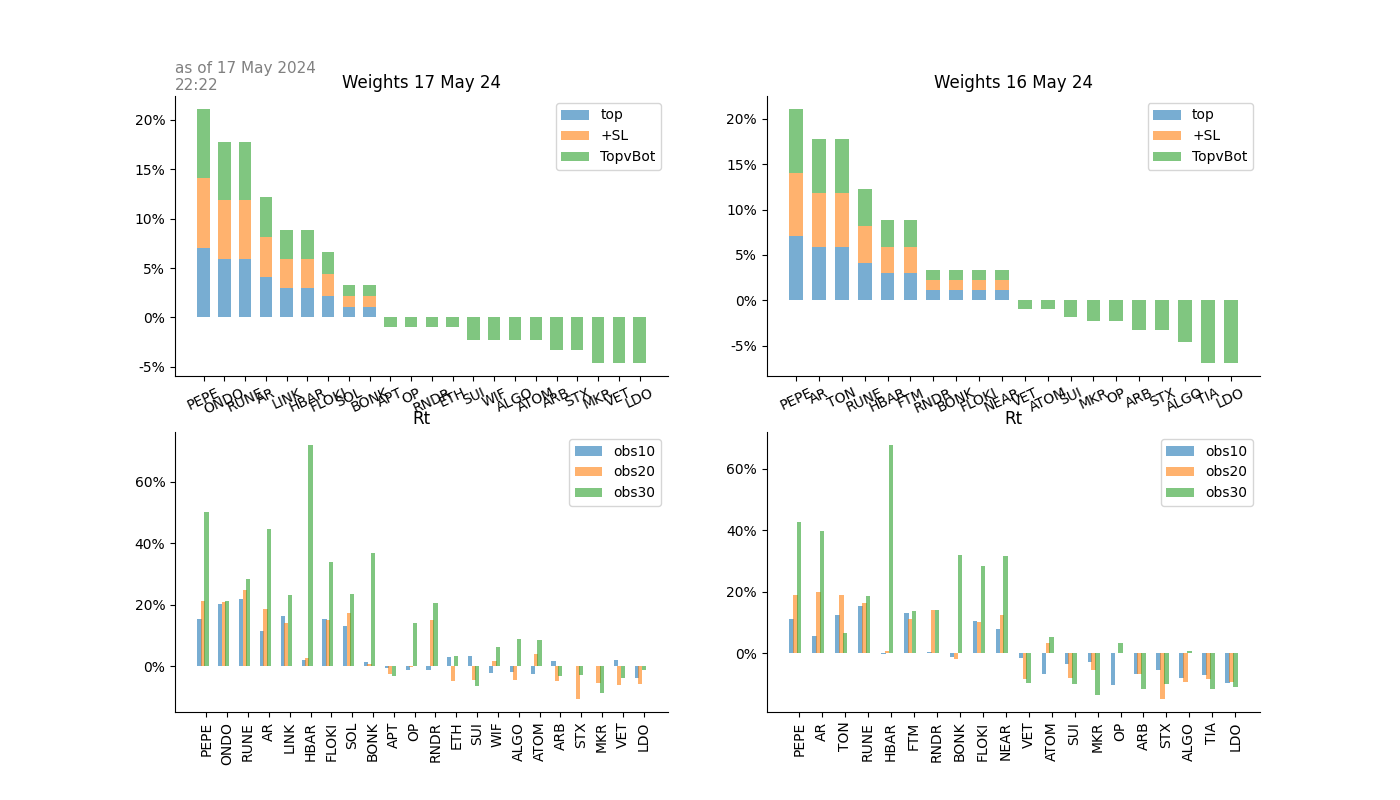 as of 17 May 2024
22:22
Weights 17 May 24
20%
15%
10%
5%
0%
-5%
top
+SL
TopvBot
PEPE ONDO RUNE AR LINK HBAR FLOKI SOL BONK APT OP RNDR ETH SUI WIF ALGO ATOM ARB STX MKR VET LDO
Weights 16 May 24
20%
15%
10%
5%
0%
-5%
top
+SL
TopvBot
PEPE AR TON RUNE HBAR FTM RNDR BONK FLOKI NEAR VET ATOM SUI MKR OP ARB STX ALGO TIA LDO
Rt
60%
40%
20%
0%
obs10
obs20
obs30
PEPE ONDO RUNE AR LINK HBAR FLOKI SOL BONK APT OP RNDR ETH SUI WIF ALGO ATOM ARB STX MKR VET LDO
Rt
60%
40%
20%
0%
obs10
obs20
obs30
PEPE AR TON RUNE HBAR FTM RNDR BONK FLOKI NEAR VET ATOM SUI MKR OP ARB STX ALGO TIA LDO